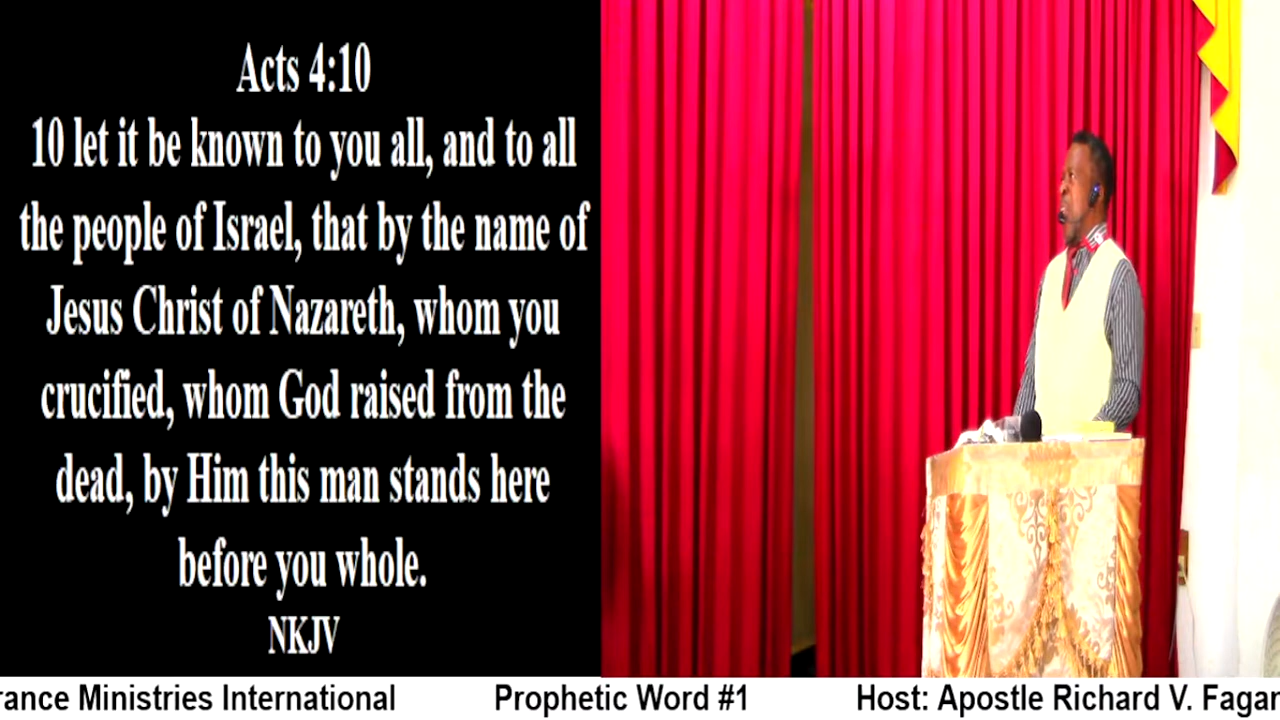 Acts 4:10
10 let it be known to you all, and to all
the people of Israel, that by the name of
Jesus Christ of Nazareth, whom you
crucified, whom God raised from the
dead, by Him this man stands here
before you whole.
NKJV
rance Ministries International Prophetic Word #1 Host: Apostle Richard V. Fagan